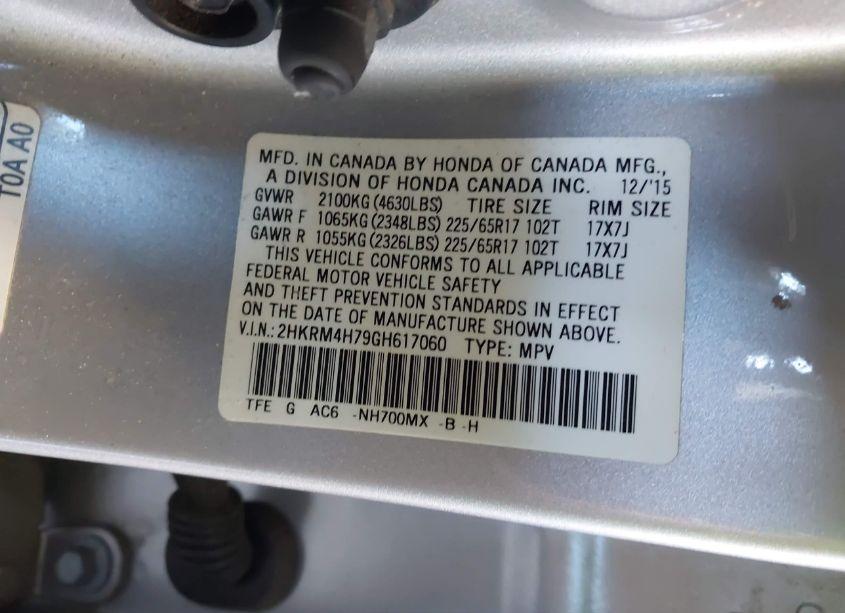 TOA A0
MFD. IN CANADA BY HONDA OF CANADA MFG.,
A DIVISION OF HONDA CANADA INC. 12/'15
GVWR 2100KG (4630LBS) TIRE SIZE RIM SIZE
GAWR F 1065KG (2348LBS) 225/65R17 102T 17X7J
GAWR R 1055KG (2326LBS) 225/65R17 102T 17X7J
THIS VEHICLE CONFORMS TO ALL APPLICABLE
FEDERAL MOTOR VEHICLE SAFETY
AND THEFT PREVENTION STANDARDS IN EFFECT
ON THE DATE OF MANUFACTURE SHOWN ABOVE.
V.I.N.: 2HKRM4H79GH617060 TYPE: MPV
TFE G AC6 -NH700MX -B -H